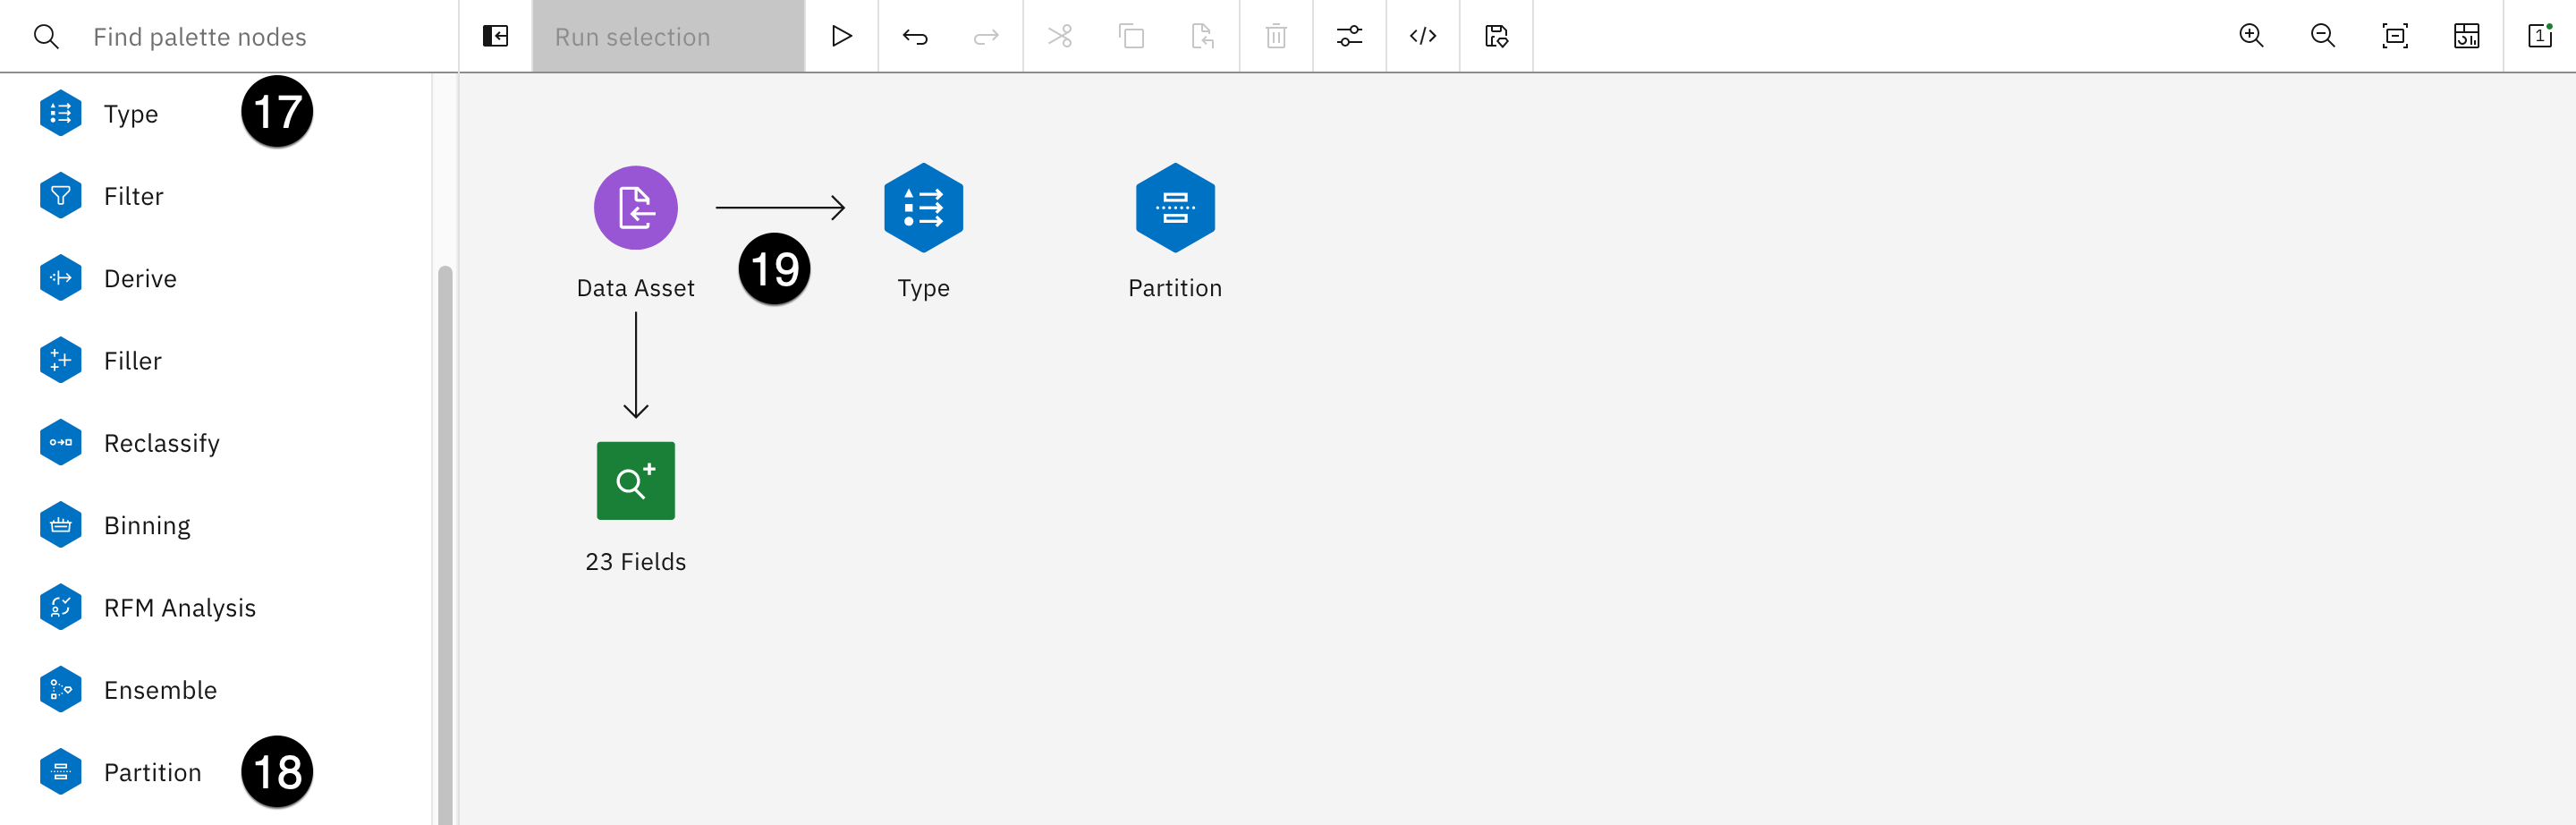 Find palette nodes
Run selection
</>
1
Type
17
Filter
Derive
Filler
Reclassify
Binning
RFM Analysis
Ensemble
Partition
18
Data Asset
19
Type
Partition
23 Fields